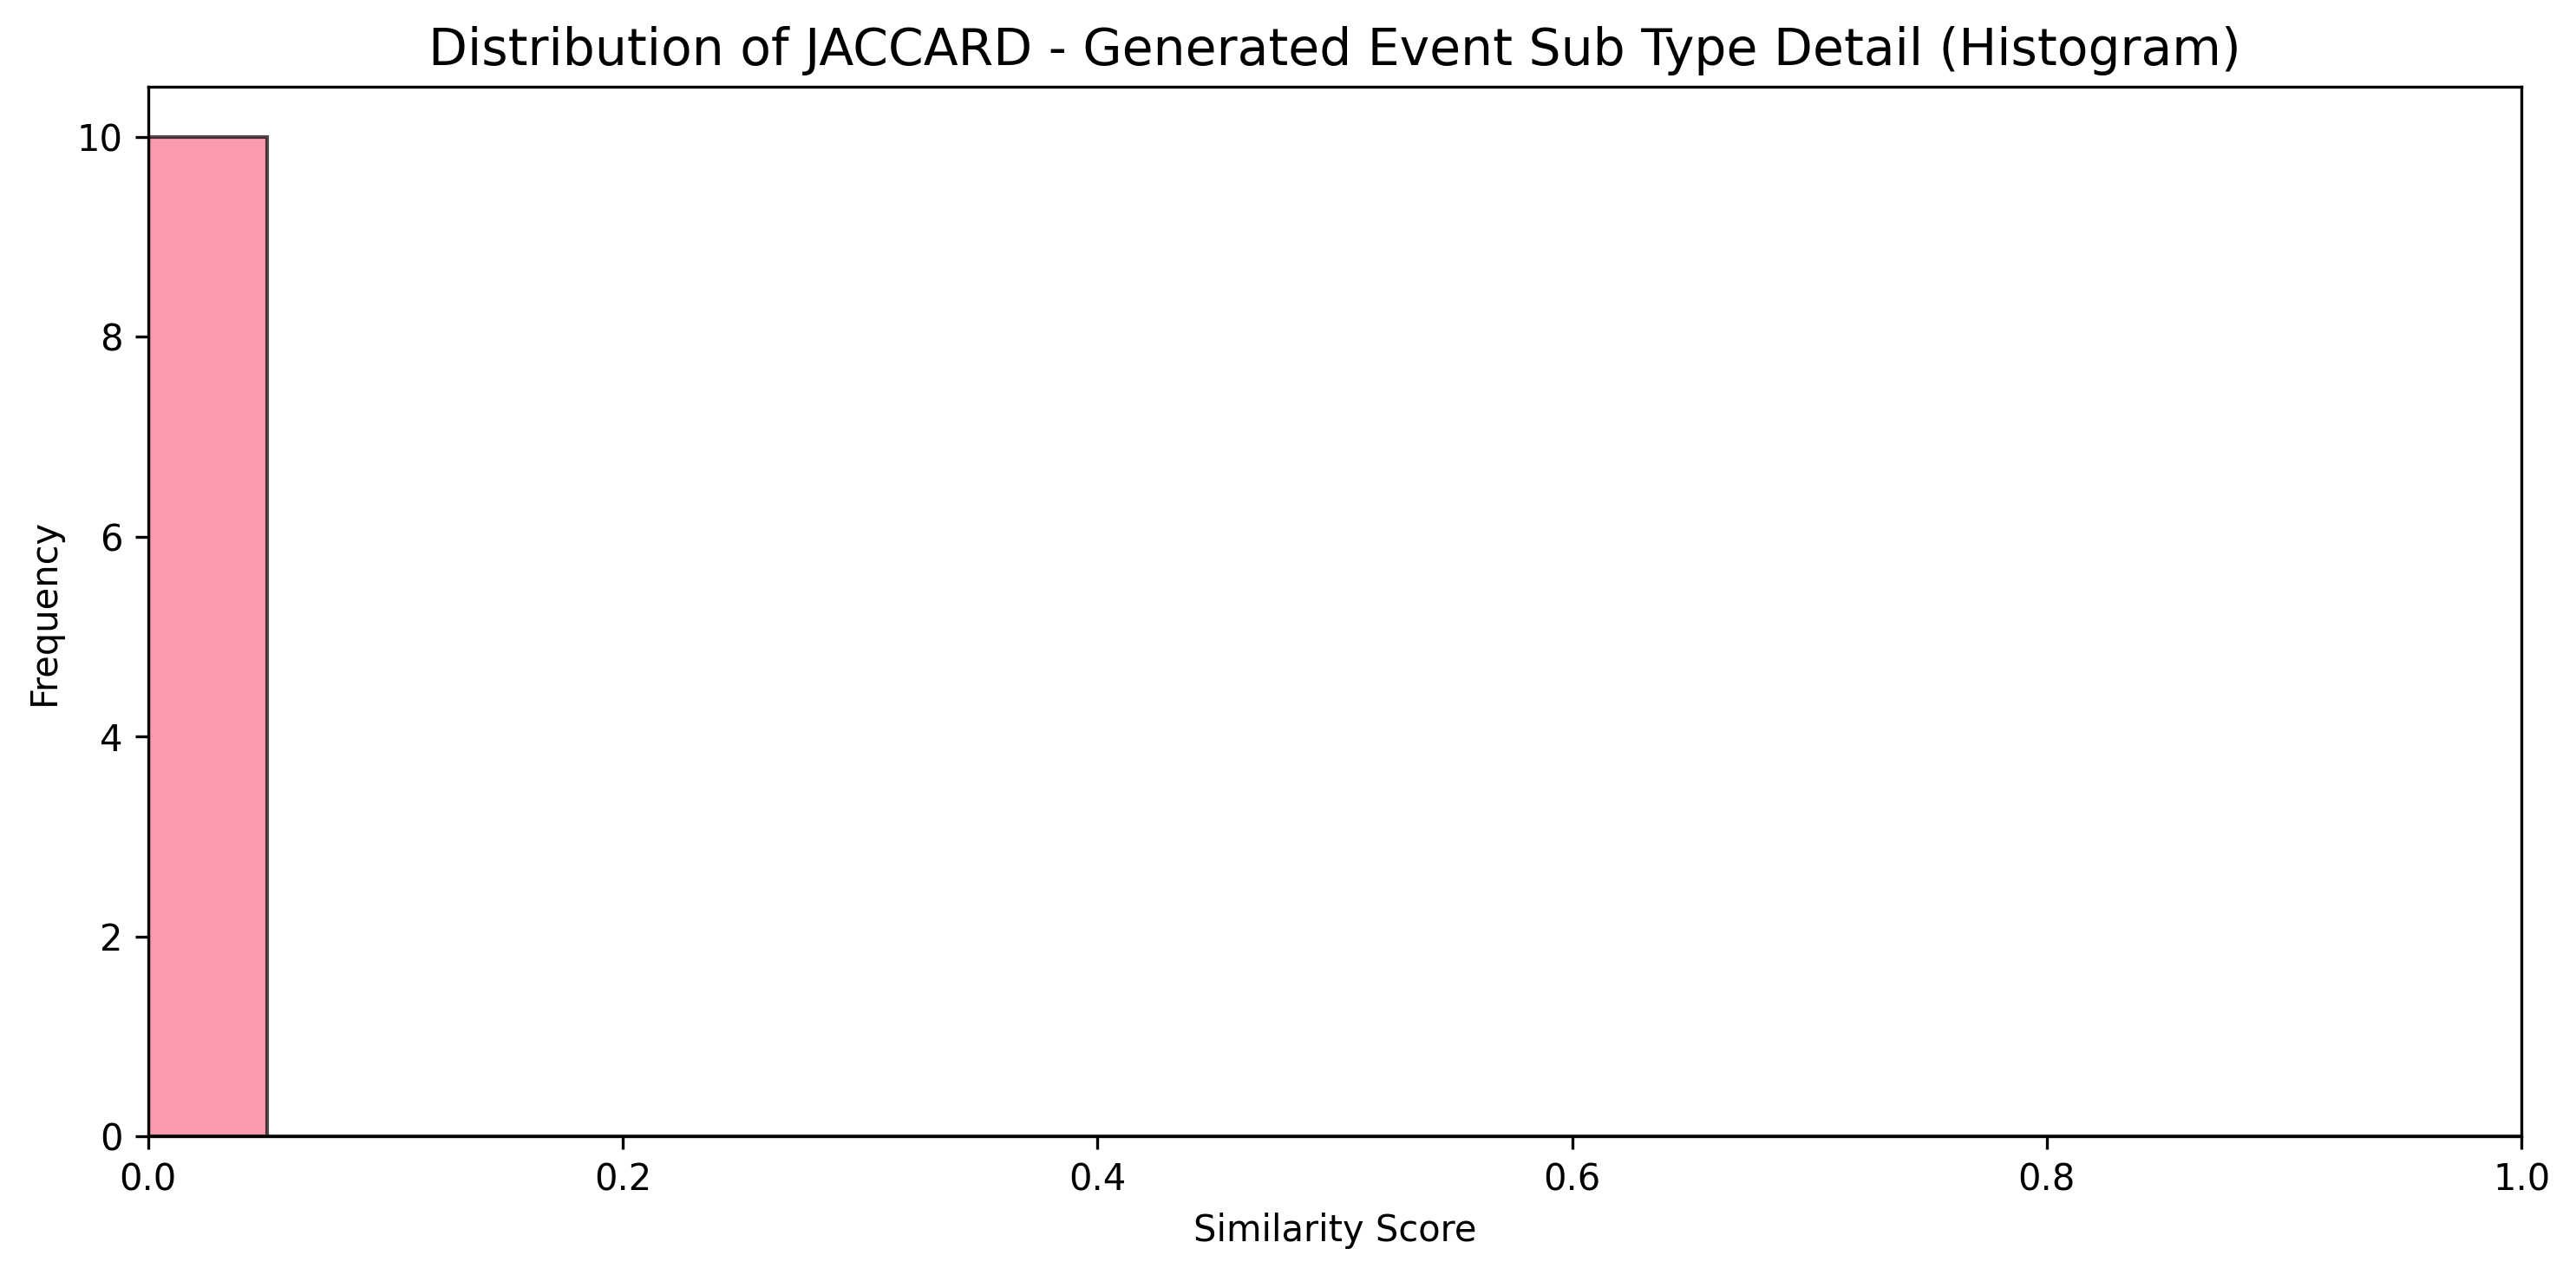 Distribution of JACCARD - Generated Event Sub Type Detail (Histogram)
10
8
6
4
2
0
Frequency
0.0 0.2 0.4 0.6 0.8 1.0
Similarity Score